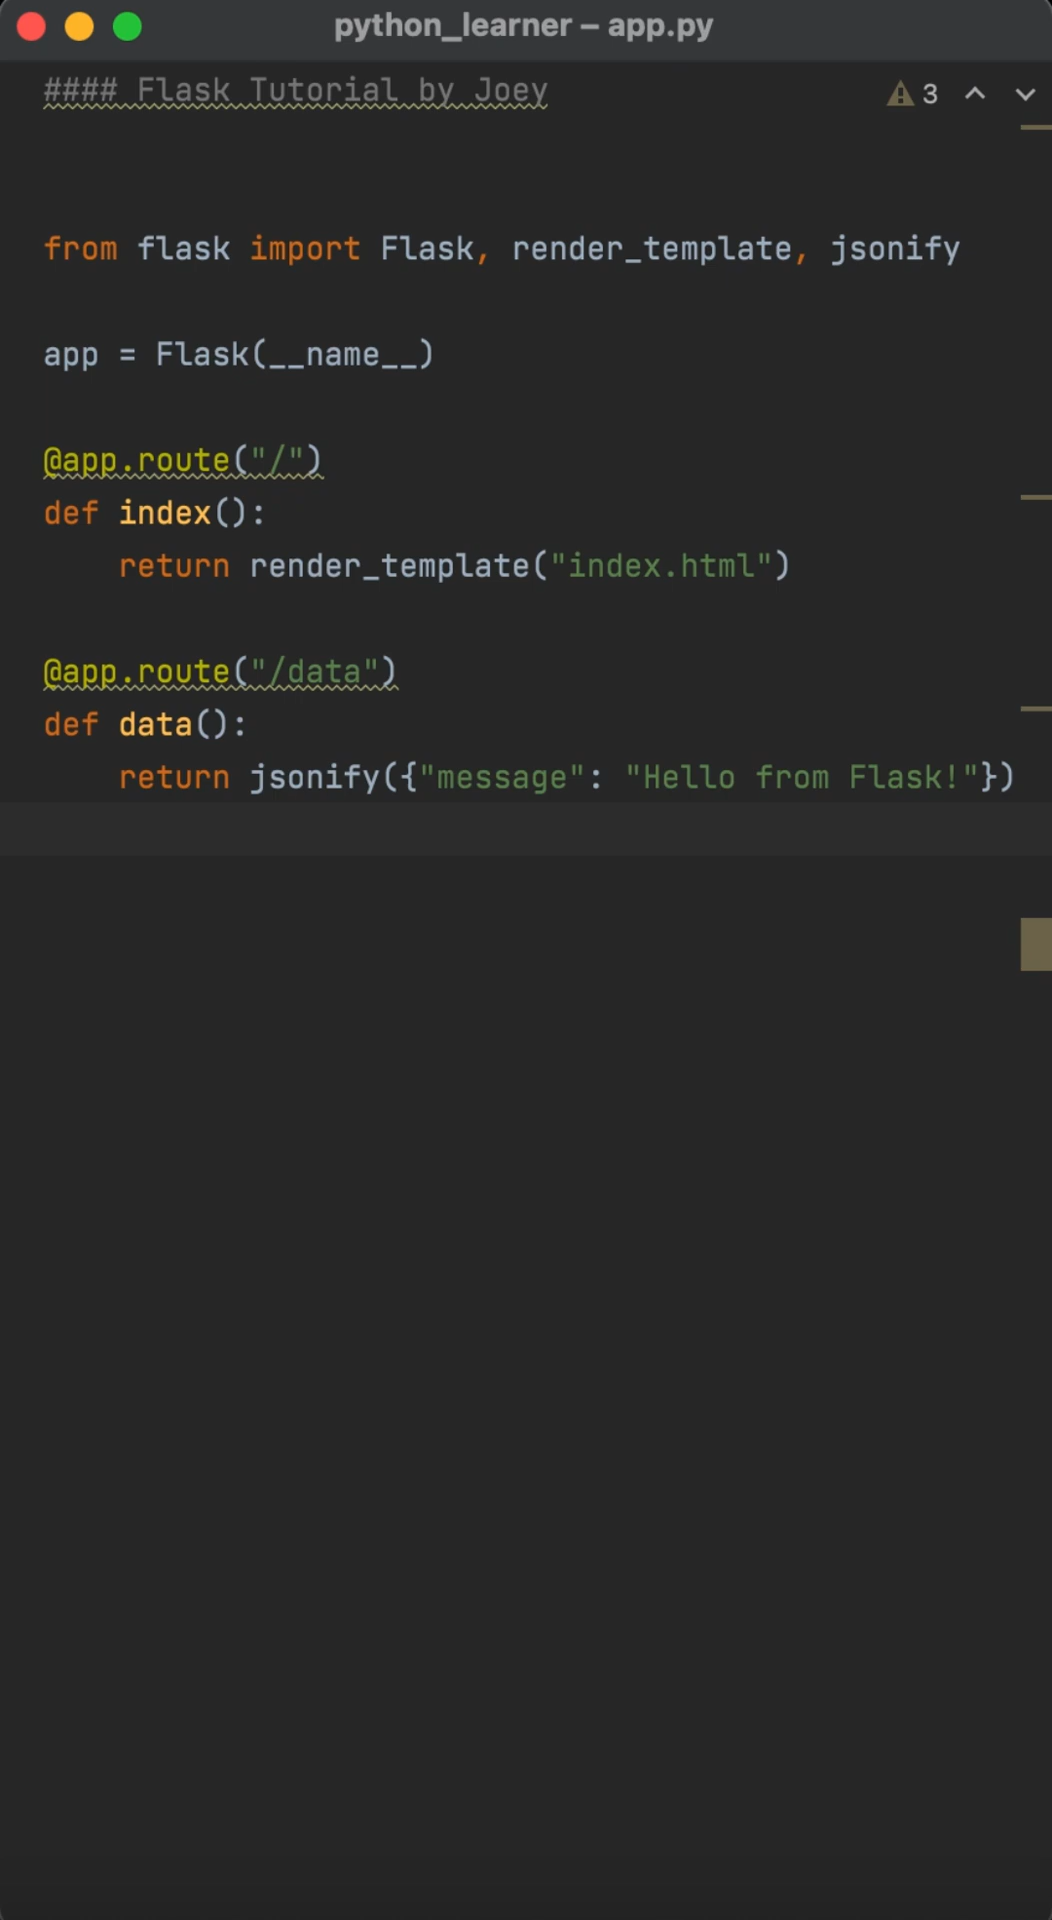 python_learner – app.py
#### Flask Tutorial by Joey
3
from flask import Flask, render_template, jsonify
app = Flask(__name__)
@app.route("/")
def index():
    return render_template("index.html")
@app.route("/data")
def data():
    return jsonify({"message": "Hello from Flask!"})